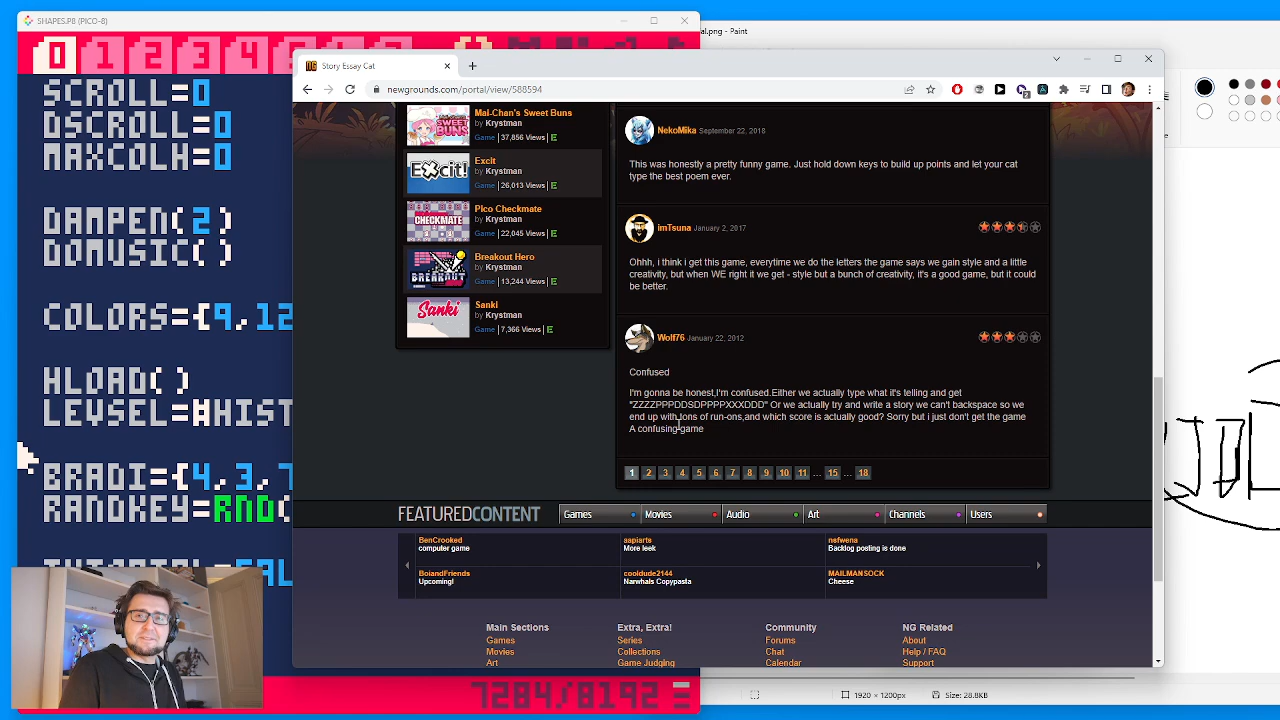 SHAPES.P8 (PICO-8)
0 1 2 3 4
SCROLL=0
DSCROLL=0
MAXCOLH=0
DAMPEN(2)
DOMUSIC()
COLORS={9,12
HLOAD()
LEVSEL=#HIST
BRADI={4,3,7
RANDKEY=RND(
7284/8192
al.png - Paint
1920 × 1200px
Size: 28.8KB
Story Essay Cat
newgrounds.com/portal/view/588594
Mai-Chan's Sweet Buns
by Krystman
Game | 37,856 Views | E
Excit
by Krystman
Game | 26,013 Views | E
Pico Checkmate
by Krystman
Game | 22,045 Views | E
Breakout Hero
by Krystman
Game | 13,244 Views | E
Sanki
by Krystman
Game | 7,366 Views | E
NekoMika September 22, 2018
This was honestly a pretty funny game. Just hold down keys to build up points and let your cat
type the best poem ever.
imTsuna January 2, 2017
Ohhh, i think i get this game, everytime we do the letters the game says we gain style and a little
creativity, but when WE right it we get - style but a bunch of creativity, it's a good game, but it could
be better.
Wolf76 January 22, 2012
Confused
I'm gonna be honest,I'm confused.Either we actually type what it's telling and get
"ZZZZPPPDDSDPPPPXXXDDD" Or we actually try and write a story we can't backspace so we
end up with tons of run-ons,and which score is actually good? Sorry but i just don't get the game
A confusing game
1 2 3 4 5 6 7 8 9 10 11 ... 15 ... 18
FEATUREDCONTENT
Games Movies Audio Art Channels Users
BenCrooked
computer game
aapiarts
More leek
nefwena
Backlog posting is done
BoiandFriends
Upcoming!
cooldude2144
Narwhals Copypasta
MAILMANSOCK
Cheese
Main Sections
Games
Movies
Art
Extra, Extra!
Series
Collections
Game Judging
Community
Forums
Chat
Calendar
NG Related
About
Help / FAQ
Support